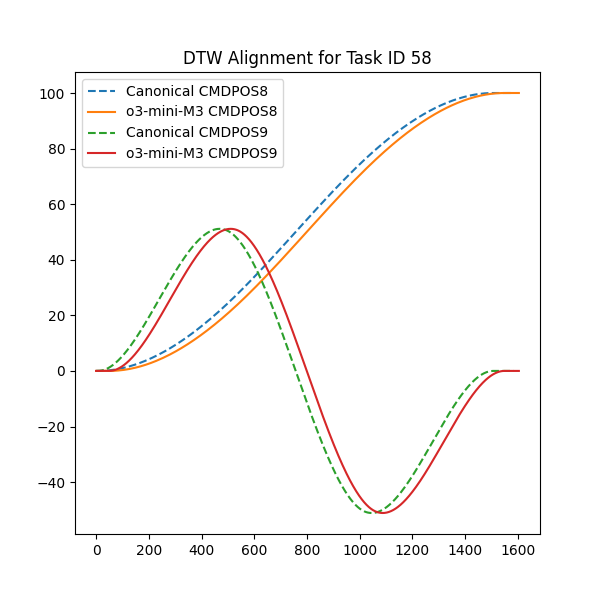 DTW Alignment for Task ID 58
Canonical CMDPOS8
o3-mini-M3 CMDPOS8
Canonical CMDPOS9
o3-mini-M3 CMDPOS9
100
80
60
40
20
0
−20
−40
0 200 400 600 800 1000 1200 1400 1600